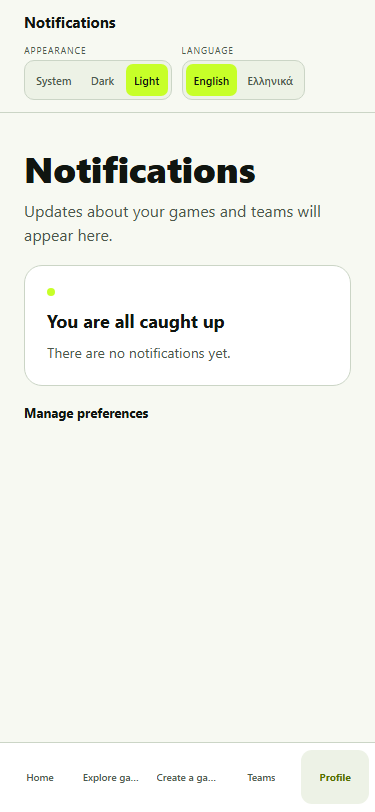 Notifications
APPEARANCE
LANGUAGE
System Dark Light
English Ελληνικά
Notifications
Updates about your games and teams will
appear here.
You are all caught up
There are no notifications yet.
Manage preferences
Home Explore ga... Create a ga... Teams Profile